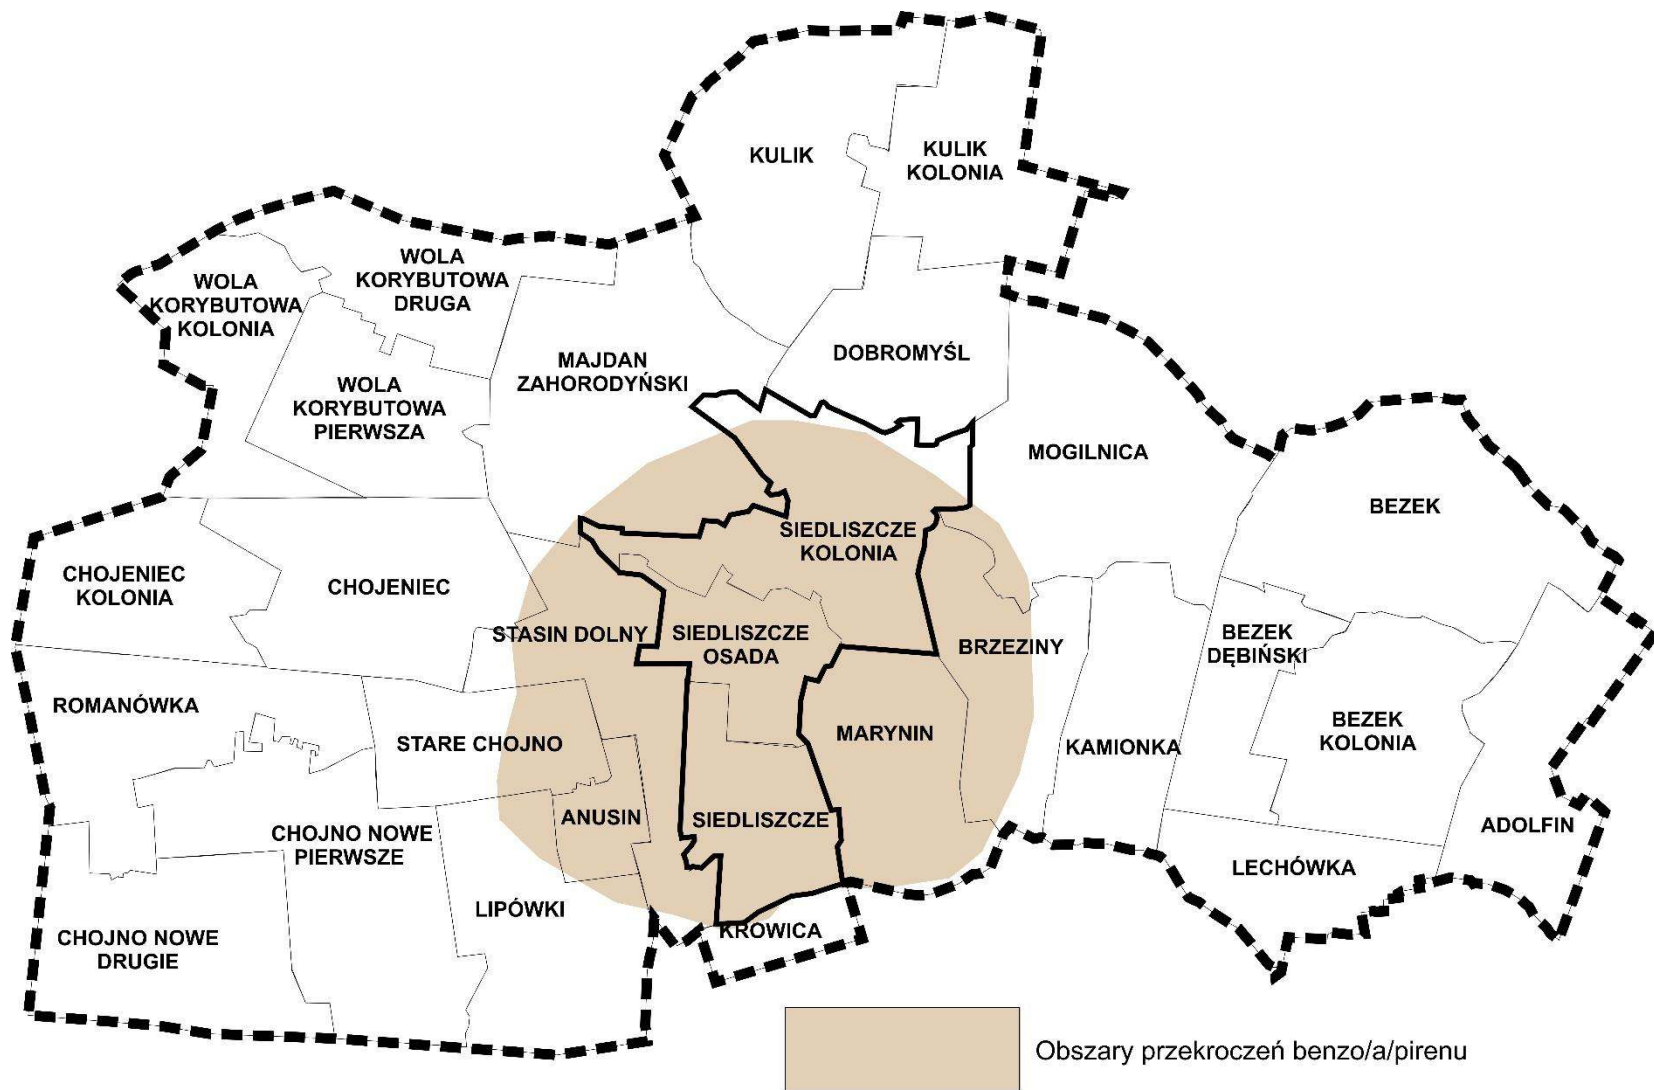 KULIK
KULIK
KOLONIA
WOLA
KORYBUTOWA
DRUGA
WOLA
KORYBUTOWA
KOLONIA
MAJDAN
ZAHORODYŃSKI
DOBROMYŚL
WOLA
KORYBUTOWA
PIERWSZA
MOGILNICA
BEZEK
SIEDLISZCZE
KOLONIA
CHOJENIEC
KOLONIA
CHOJENIEC
STASIN DOLNY
SIEDLISZCZE
OSADA
BRZEZINY
BEZEK
DĘBIŃSKI
ROMANÓWKA
STARE CHOJNO
MARYNIN
KAMIONKA
BEZEK
KOLONIA
ANUSIN
SIEDLISZCZE
ADOLFIN
CHOJNO NOWE
PIERWSZE
LECHÓWKA
LIPÓWKI
KROWICA
CHOJNO NOWE
DRUGIE
Obszary przekroczeń benzo/a/pirenu